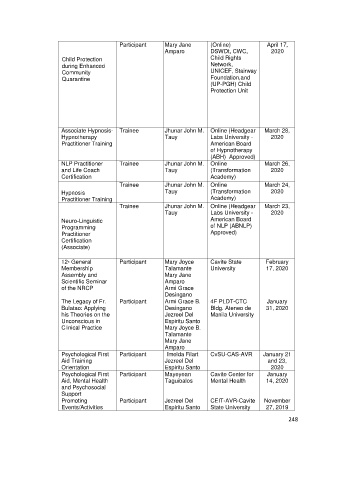 Child Protection during Enhanced Community Quarantine | Participant | Mary Jane Amparo | (Online) DSWDI, CWC, Child Rights Network, UNICEF, Stairway Foundation,and (UP-PGH) Child Protection Unit | April 17, 2020
Associate Hypnosis- Hypnotherapy Practitioner Training | Trainee | Jhunar John M. Tauy | Online (Headgear Labs University - American Board of Hypnotherapy (ABH) Approved) | March 28, 2020
NLP Practitioner and Life Coach Certification | Trainee | Jhunar John M. Tauy | Online (Transformation Academy) | March 26, 2020
Hypnosis Practitioner Training | Trainee | Jhunar John M. Tauy | Online (Transformation Academy) | March 24, 2020
Neuro-Linguistic Programming Practitioner Certification (Associate) | Trainee | Jhunar John M. Tauy | Online (Headgear Labs University - American Board of NLP (ABNLP) Approved) | March 23, 2020
12th General Membership Assembly and Scientific Seminar of the NRCP | Participant | Mary Joyce Talamante Mary Jane Amparo Armi Grace Desingano | Cavite State University | February 17, 2020
The Legacy of Fr. Bulatao: Applying his Theories on the Unconscious in Clinical Practice | Participant | Armi Grace B. Desingano Jezreel Del Espiritu Santo Mary Joyce B. Talamante Mary Jane Amparo | 4F PLDT-CTC Bldg. Ateneo de Manila University | January 31, 2020
Psychological First Aid Training Orientation | Participant | Imelda Filart Jezreel Del Espiritu Santo | CvSU-CAS-AVR | January 21 and 23, 2020
Psychological First Aid, Mental Health and Psychosocial Support | Participant | Mayeyean Taguibalos | Cavite Center for Mental Health | January 14, 2020
Promoting Events/Activities | Participant | Jezreel Del Espiritu Santo | CEIT-AVR-Cavite State University | November 27, 2019
248